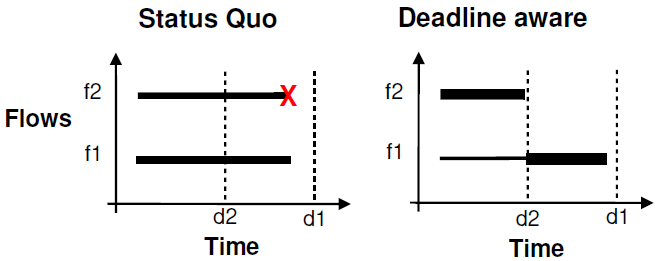 Status Quo
f2
X
Flows
f1
d2
d1
Time
Deadline aware
f2
f1
d2
d1
Time